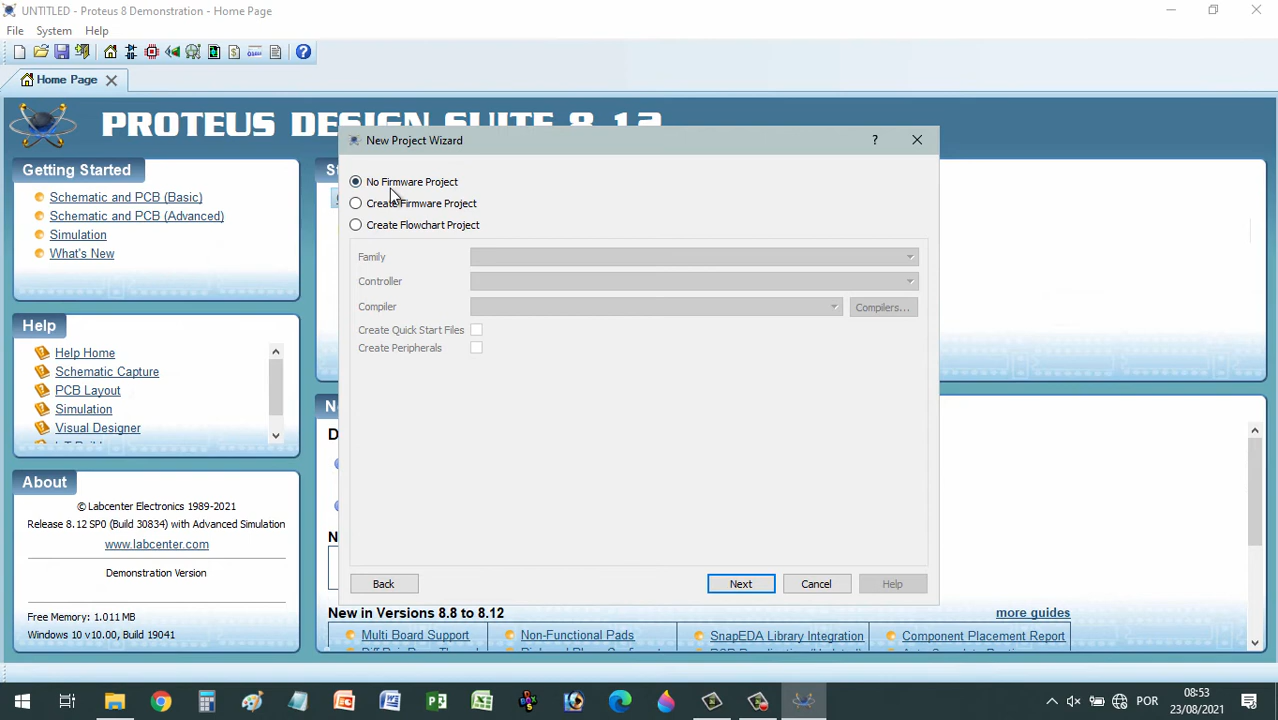 UNTITLED - Proteus 8 Demonstration - Home Page
File System Help
Home Page
PROTEUS DESIGN SUITE 8.12
New Project Wizard
?
Getting Started
Schematic and PCB (Basic)
Schematic and PCB (Advanced)
Simulation
What's New
No Firmware Project
Create Firmware Project
Create Flowchart Project
Family
Controller
Compiler
Compilers...
Create Quick Start Files
Create Peripherals
Help
Help Home
Schematic Capture
PCB Layout
Simulation
Visual Designer
About
© Labcenter Electronics 1989-2021
Release 8.12 SP0 (Build 30834) with Advanced Simulation
www.labcenter.com
Demonstration Version
Free Memory: 1.011 MB
Windows 10 v10.00, Build 19041
Back
Next
Cancel
Help
New in Versions 8.8 to 8.12
more guides
Multi Board Support
Non-Functional Pads
SnapEDA Library Integration
Component Placement Report
POR
08:53
23/08/2021